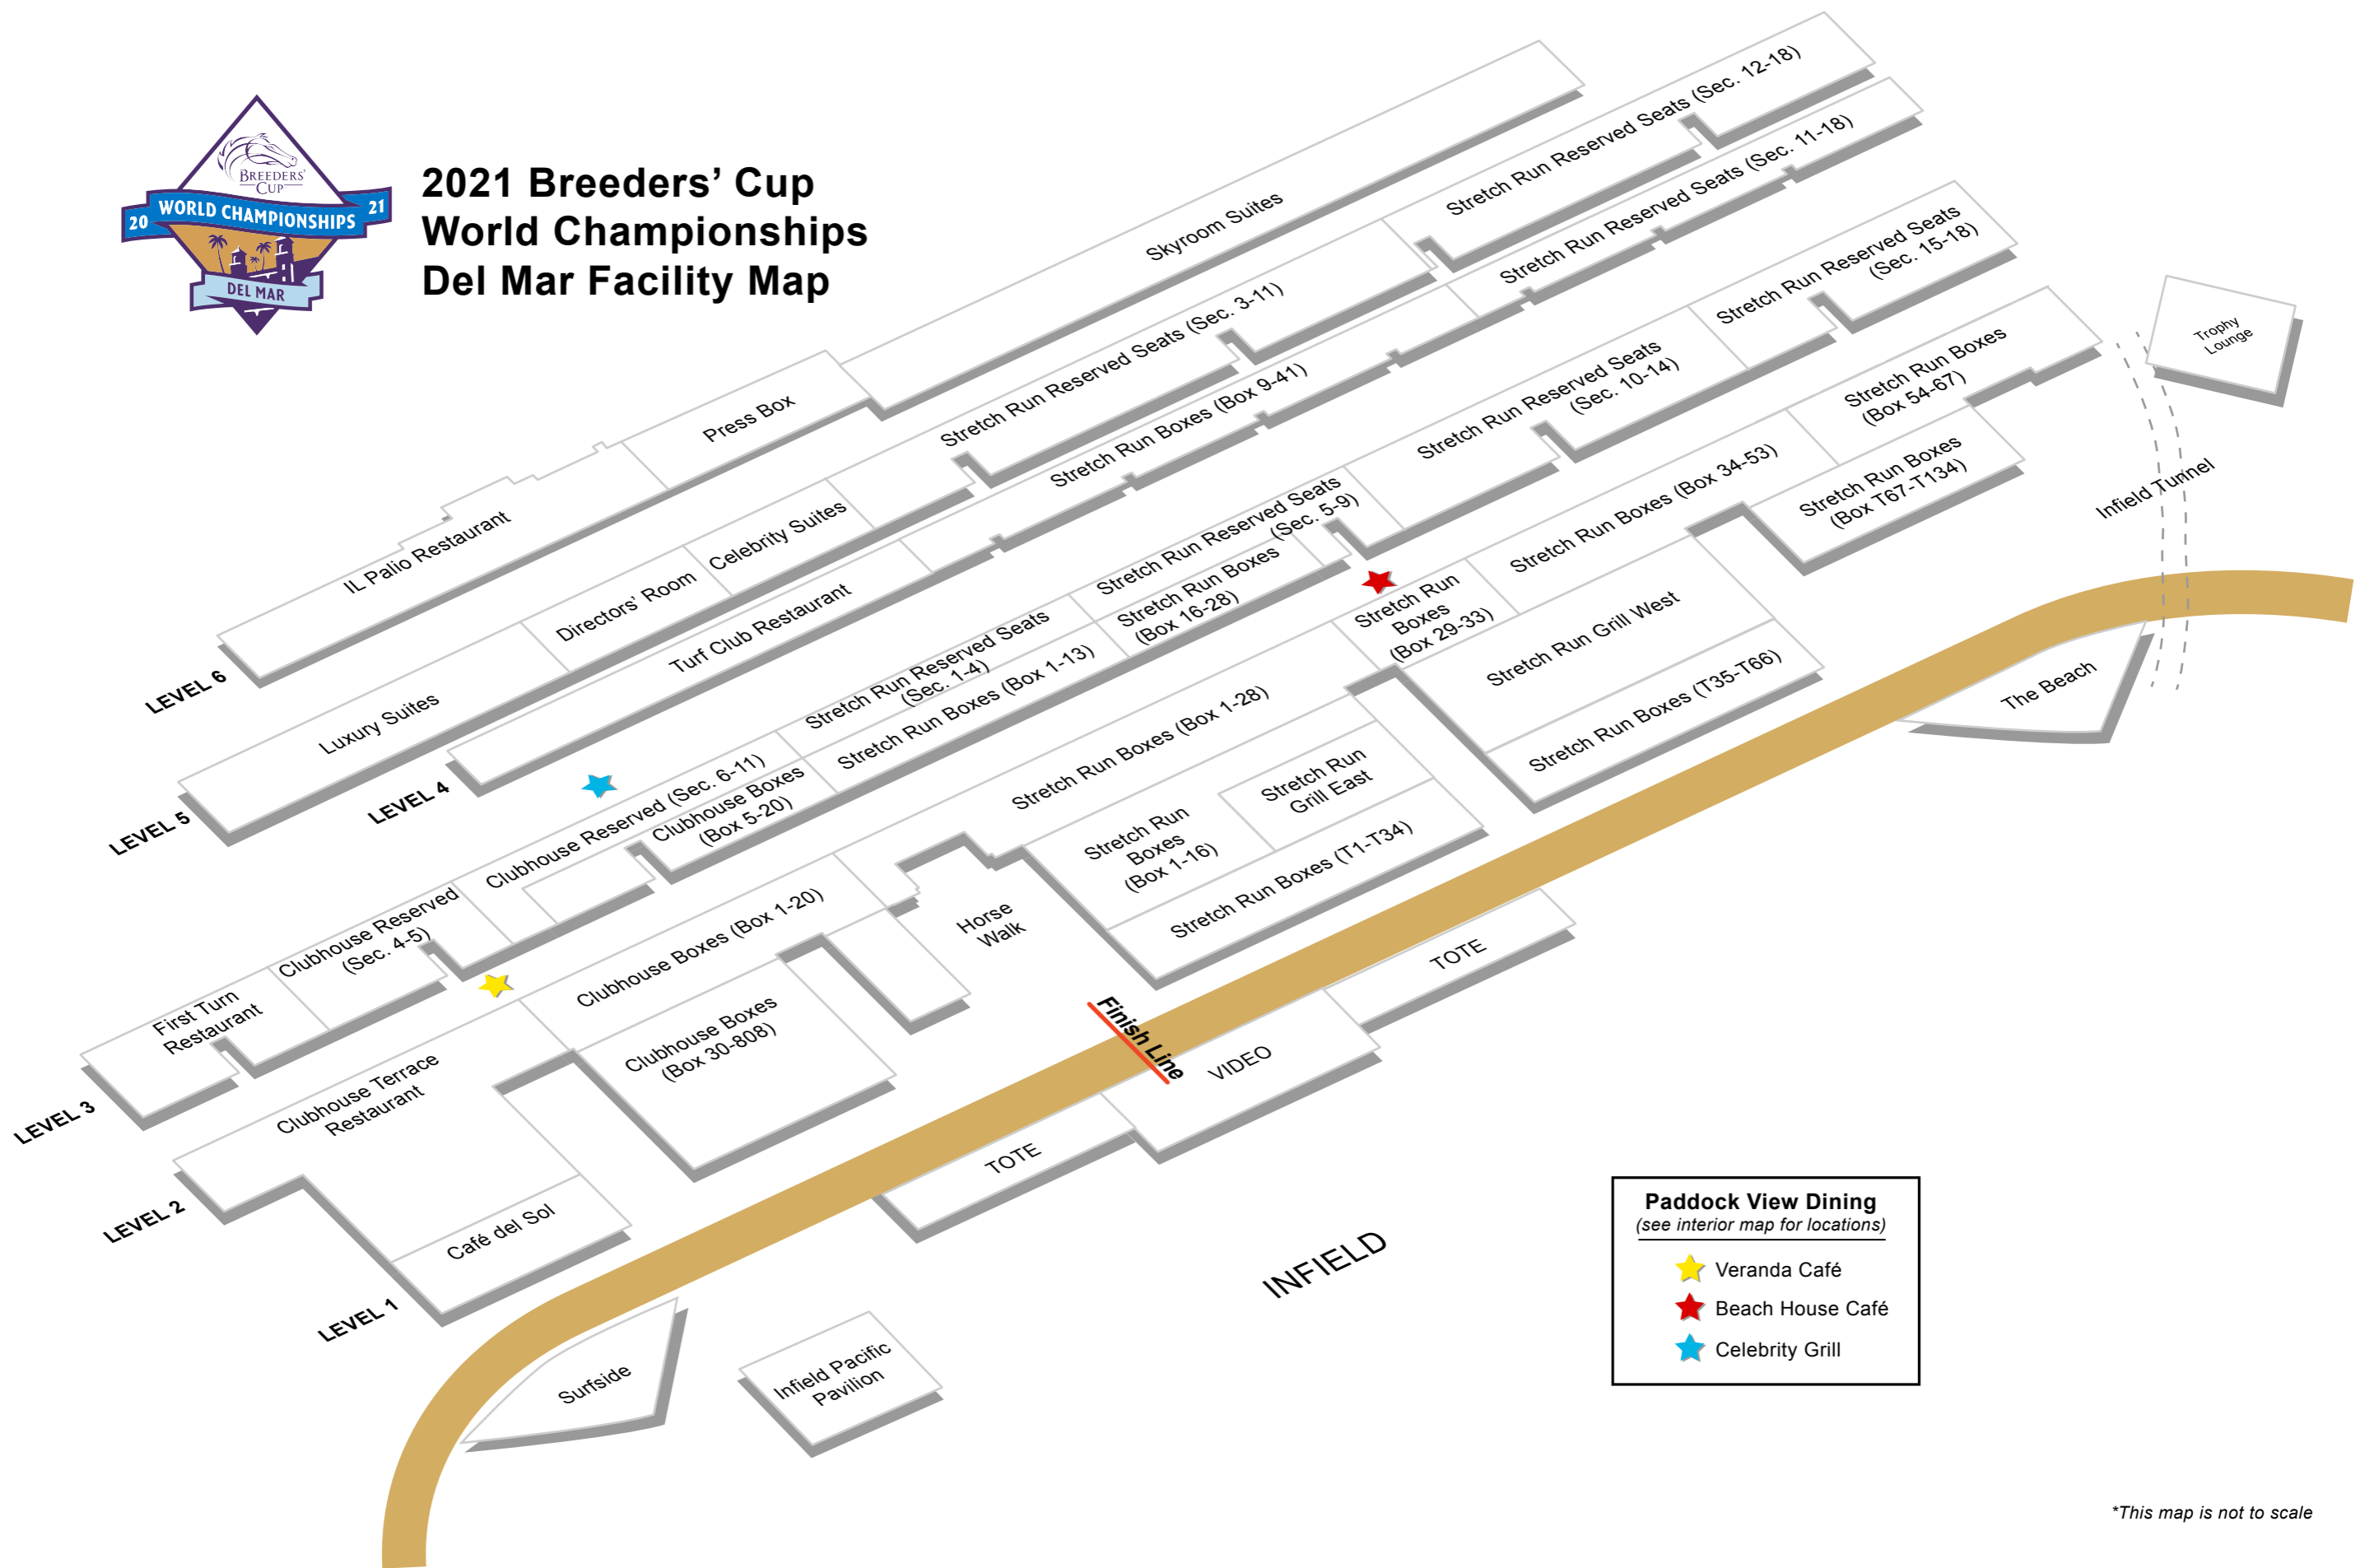 BREEDERS'
CUP
20
WORLD CHAMPIONSHIPS
21
DEL MAR
2021 Breeders' Cup
World Championships
Del Mar Facility Map
LEVEL 6
IL Palio Restaurant
Press Box
Skyroom Suites
LEVEL 5
Luxury Suites
Directors' Room
Celebrity Suites
Stretch Run Reserved Seats (Sec. 3-11)
Stretch Run Reserved Seats (Sec. 12-18)
LEVEL 4
Turf Club Restaurant
Stretch Run Boxes (Box 9-41)
Stretch Run Reserved Seats (Sec. 11-18)
LEVEL 3
First Turn
Restaurant
Clubhouse Reserved
(Sec. 4-5)
Clubhouse Reserved (Sec. 6-11)
Clubhouse Boxes
(Box 5-20)
Stretch Run Reserved Seats
(Sec. 1-4)
Stretch Run Boxes (Box 1-13)
Stretch Run Reserved Seats
(Sec. 5-9)
Stretch Run Boxes
(Box 16-28)
Stretch Run Reserved Seats
(Sec. 10-14)
Stretch Run Reserved Seats
(Sec. 15-18)
LEVEL 2
Clubhouse Terrace
Restaurant
Clubhouse Boxes (Box 1-20)
Stretch Run Boxes (Box 1-28)
Stretch Run
Boxes
(Box 29-33)
Stretch Run Boxes (Box 34-53)
Stretch Run Boxes
(Box 54-67)
LEVEL 1
Café del Sol
Clubhouse Boxes
(Box 30-808)
Horse
Walk
Stretch Run
Boxes
(Box 1-16)
Stretch Run
Grill East
Stretch Run Boxes (T1-T34)
Stretch Run Grill West
Stretch Run Boxes (T35-T66)
Stretch Run Boxes
(Box T67-T134)
Trophy
Lounge
Infield Tunnel
The Beach
Finish Line
TOTE
VIDEO
TOTE
INFIELD
Surfside
Infield Pacific
Pavilion
Paddock View Dining
(see interior map for locations)
Veranda Café
Beach House Café
Celebrity Grill
*This map is not to scale